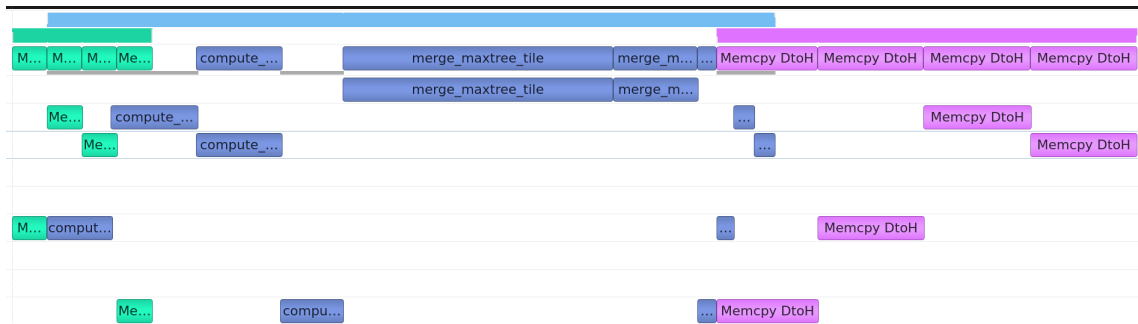 M... M... M... Me... compute_... merge_maxtree_tile merge_m... ... Memcpy DtoH Memcpy DtoH Memcpy DtoH Memcpy DtoH
merge_maxtree_tile merge_m...
Me... compute_... ... Memcpy DtoH
Me... compute_... ... Memcpy DtoH
M... comput... ... Memcpy DtoH
Me... compu... ... Memcpy DtoH